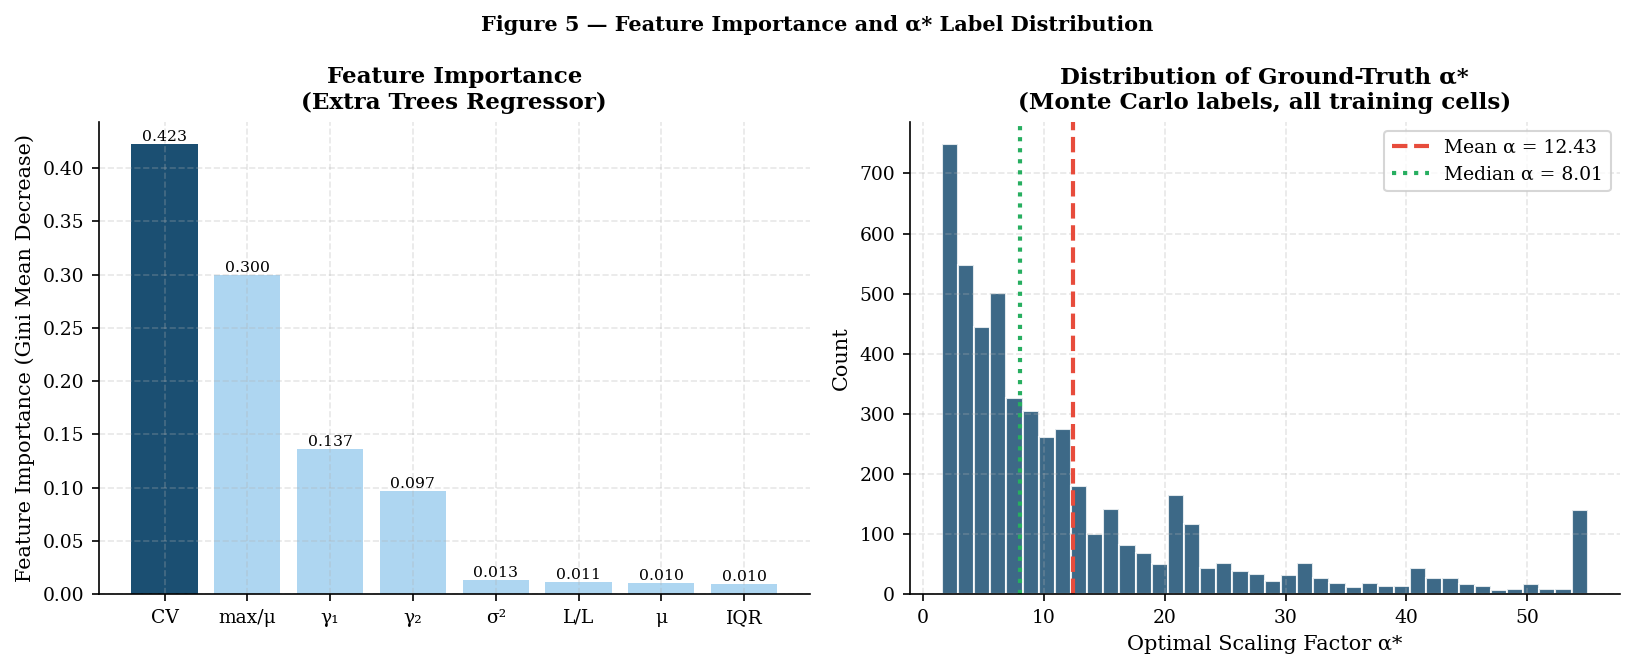 Figure 5 — Feature Importance and α* Label Distribution
Feature Importance
(Extra Trees Regressor)
Feature Importance (Gini Mean Decrease)
0.40
0.35
0.30
0.25
0.20
0.15
0.10
0.05
0.00
0.423
0.300
0.137
0.097
0.013
0.011
0.010
0.010
CV
max/μ
γ₁
γ₂
σ²
L/L
μ
IQR
Distribution of Ground-Truth α*
(Monte Carlo labels, all training cells)
Mean α = 12.43
Median α = 8.01
Count
700
600
500
400
300
200
100
0
0
10
20
30
40
50
Optimal Scaling Factor α*